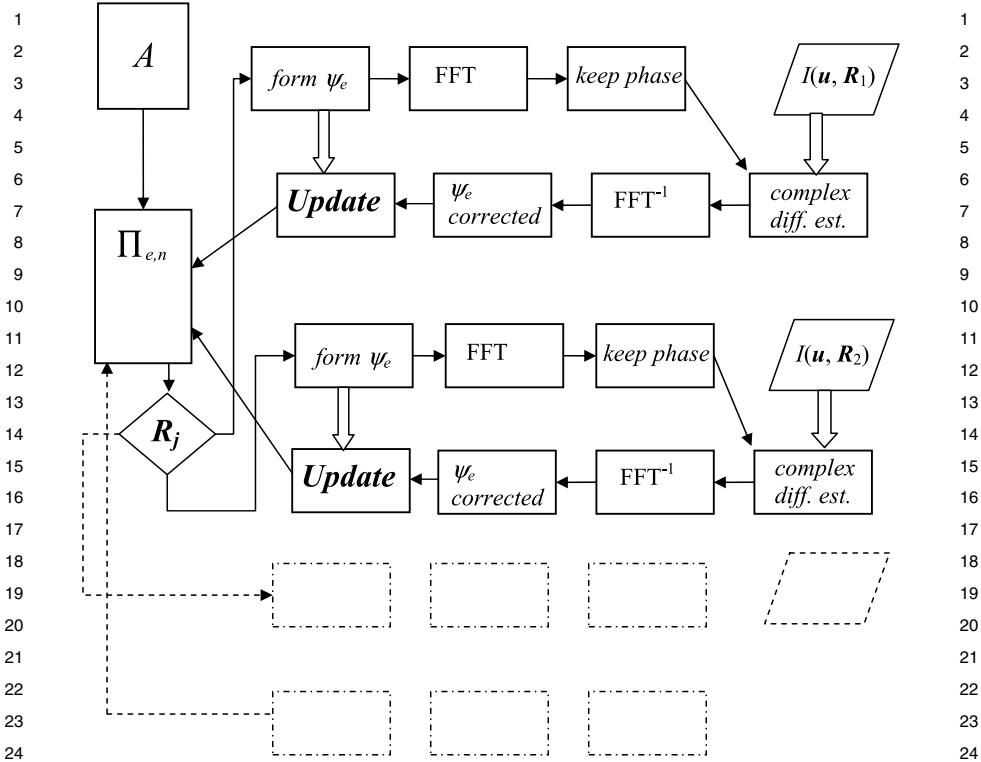 A
form ψe
FFT
keep phase
I(u, R1)
Update
ψe
corrected
FFT-1
complex
diff. est.
∏e,n
form ψe
FFT
keep phase
I(u, R2)
Rj
Update
ψe
corrected
FFT-1
complex
diff. est.
1
2
3
4
5
6
7
8
9
10
11
12
13
14
15
16
17
18
19
20
21
22
23
24
1
2
3
4
5
6
7
8
9
10
11
12
13
14
15
16
17
18
19
20
21
22
23
24